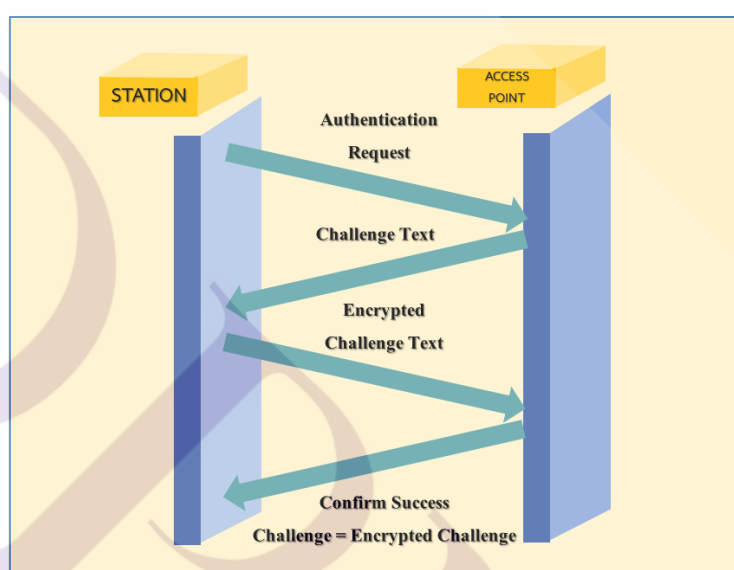 STATION
ACCESS
POINT
Authentication
Request
Challenge Text
Encrypted
Challenge Text
Confirm Success
Challenge = Encrypted Challenge